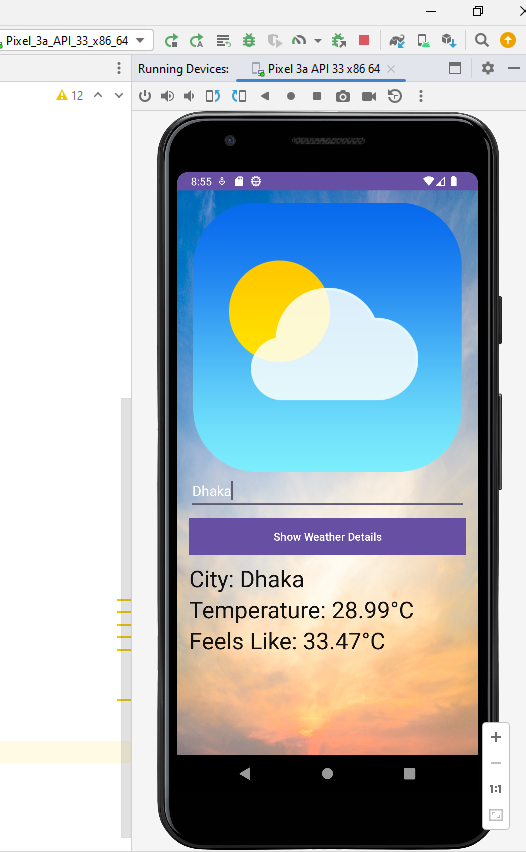 Pixel_3a_API_33_x86_64
Running Devices: Pixel 3a API 33 x86 64
12
8:55
Dhaka
Show Weather Details
City: Dhaka
Temperature: 28.99°C
Feels Like: 33.47°C
1:1